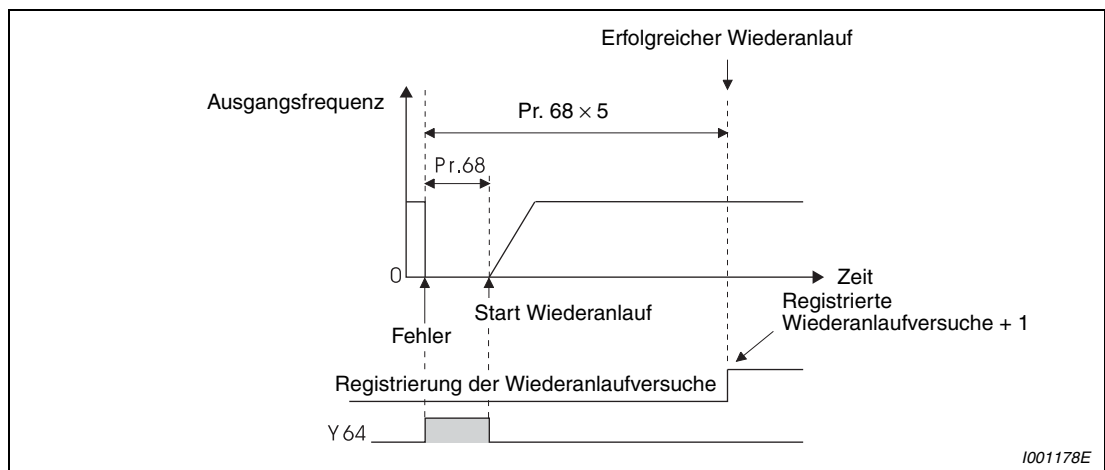 Erfolgreicher Wiederanlauf
Ausgangsfrequenz
Pr. 68 × 5
Pr.68
0
Zeit
Start Wiederanlauf
Registrierte
Wiederanlaufversuche + 1
Fehler
Registrierung der Wiederanlaufversuche
Y64
I001178E